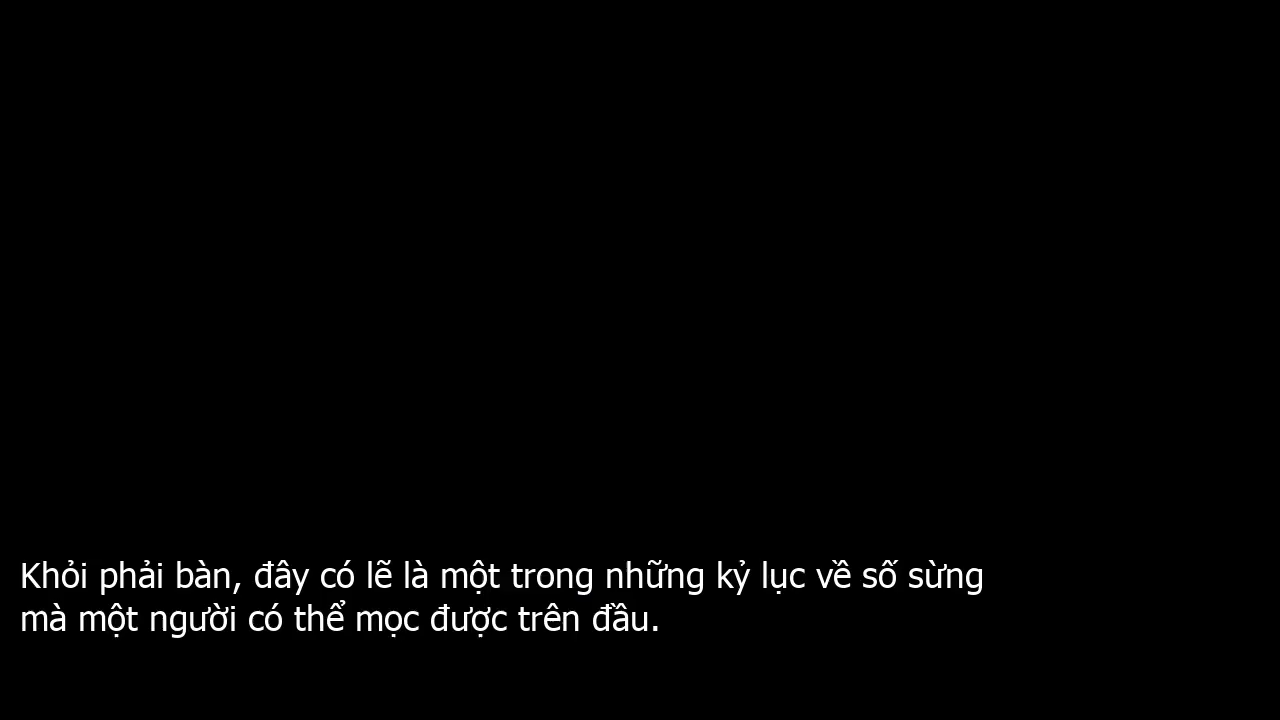 Khỏi phải bàn, đây có lẽ là một trong những kỷ lục về số sừng
mà một người có thể mọc được trên đầu.